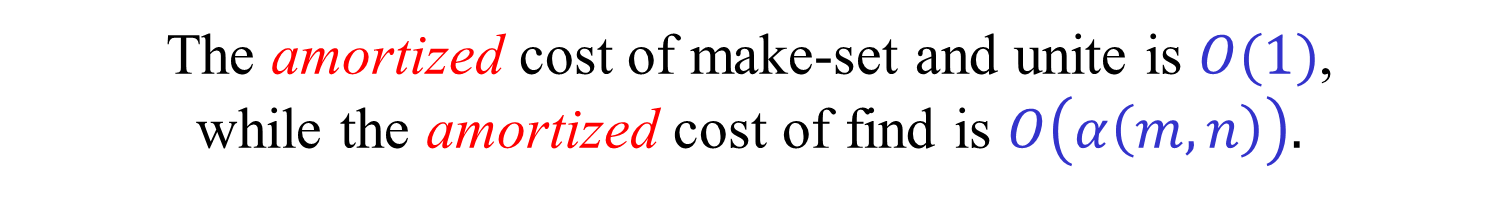 The amortized cost of make-set and unite is O(1),
while the amortized cost of find is O(α(m, n)).